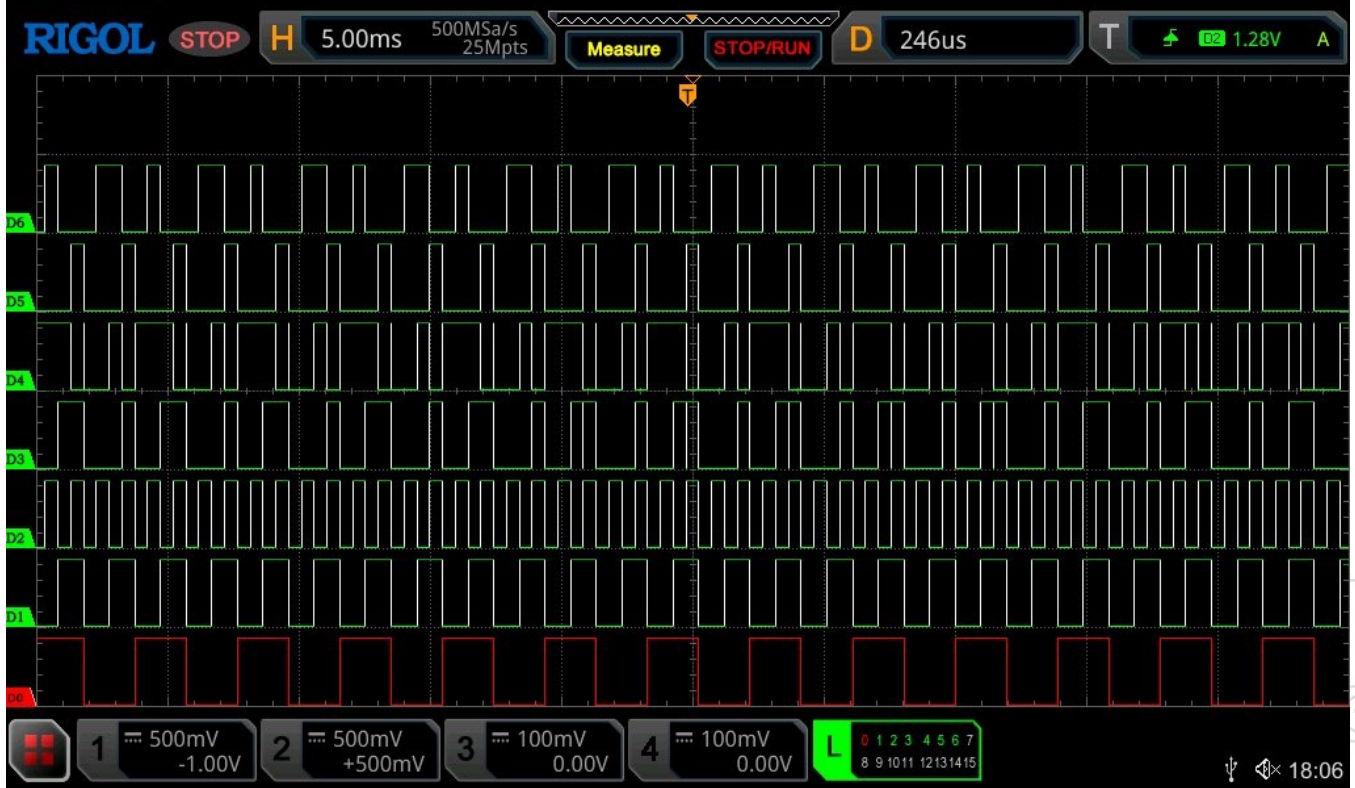 RIGOL STOP H 5.00ms 500MSa/s 25Mpts Measure STOP/RUN D 246us T D2 1.28V A
T
D6
D5
D4
D3
D2
D1
D0
1 500mV -1.00V 2 500mV +500mV 3 100mV 0.00V 4 100mV 0.00V L 0 1 2 3 4 5 6 7
8 9 10 11 12 13 14 15
18:06